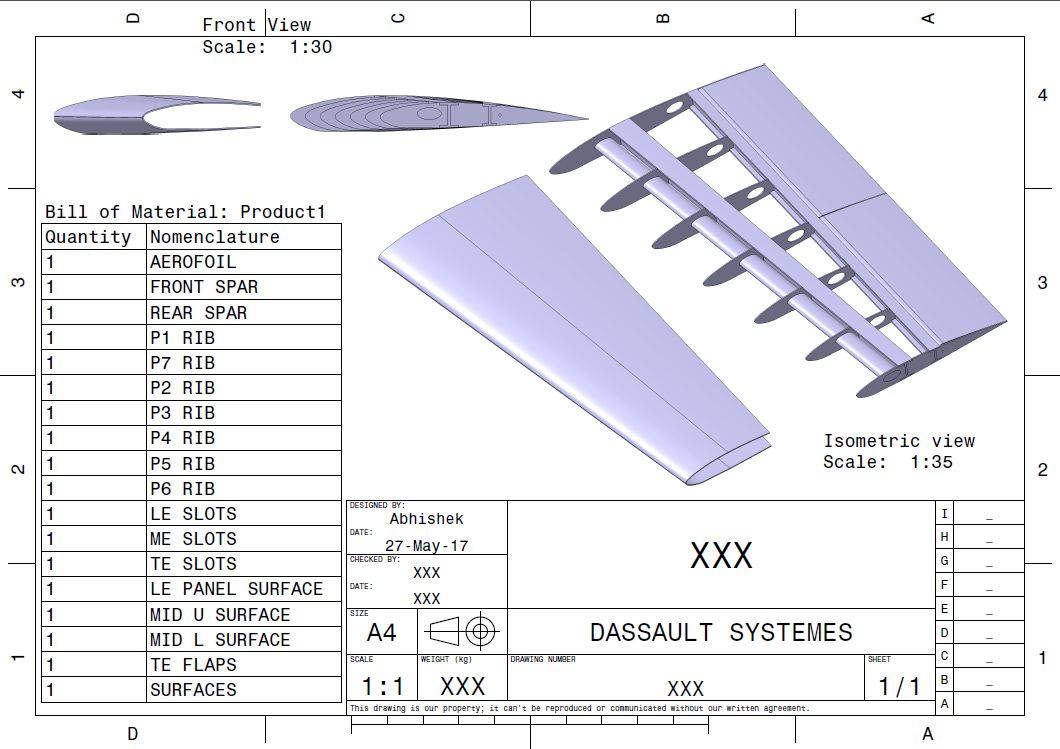 D C B A
Front View
Scale: 1:30
4 4
Bill of Material: Product1
Quantity Nomenclature
1 AEROFOIL
1 FRONT SPAR
1 REAR SPAR
1 P1 RIB
1 P7 RIB
1 P2 RIB
1 P3 RIB
1 P4 RIB
1 P5 RIB
1 P6 RIB
1 LE SLOTS
1 ME SLOTS
1 TE SLOTS
1 LE PANEL SURFACE
1 MID U SURFACE
1 MID L SURFACE
1 TE FLAPS
1 SURFACES
3 3
Isometric view
Scale: 1:35
2 2
DESIGNED BY:
Abhishek
DATE:
27-May-17
CHECKED BY:
XXX
DATE:
XXX
XXX
SIZE
A4
DASSAULT SYSTEMES
SCALE
1:1
WEIGHT (kg)
XXX
DRAWING NUMBER
XXX
SHEET
1/1
This drawing is our property; it can't be reproduced or communicated without our written agreement.
I _
H _
G _
F _
E _
D _
C _
B _
A _
1 1
D A